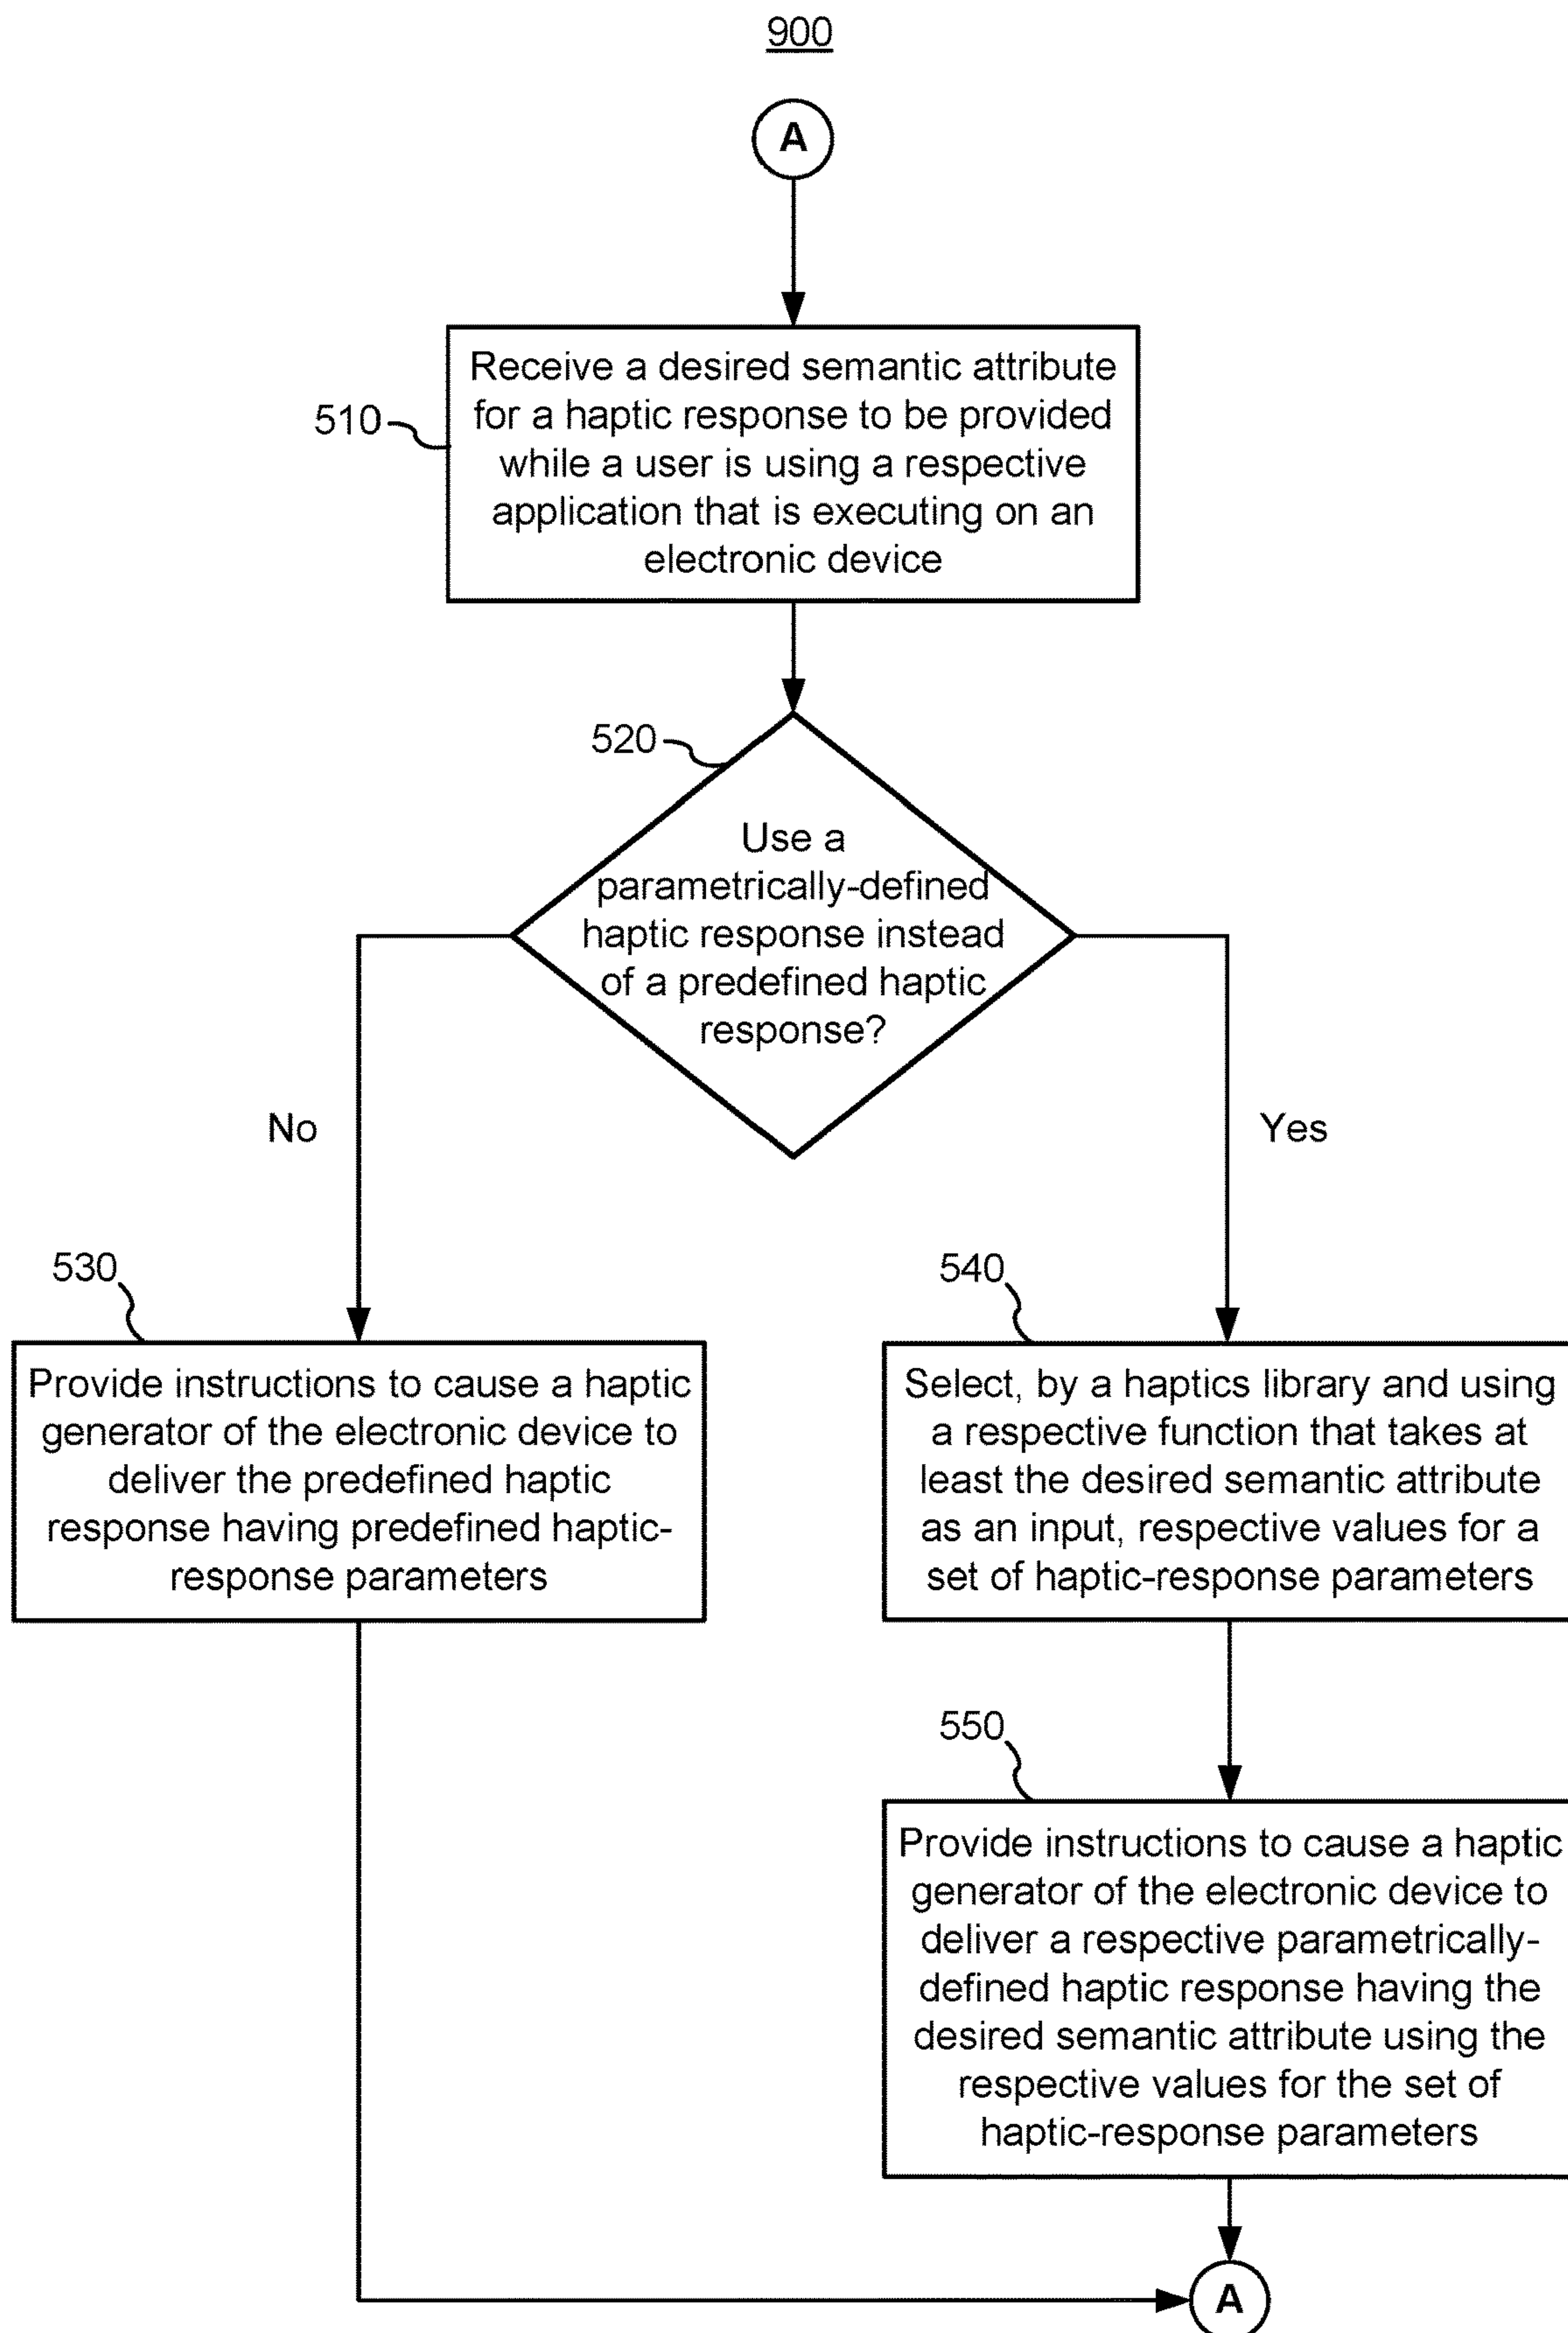 900
A
510
Receive a desired semantic attribute
for a haptic response to be provided
while a user is using a respective
application that is executing on an
electronic device
520
Use a
parametrically-defined
haptic response instead
of a predefined haptic
response?
No
Yes
530
Provide instructions to cause a haptic
generator of the electronic device to
deliver the predefined haptic
response having predefined haptic-
response parameters
540
Select, by a haptics library and using
a respective function that takes at
least the desired semantic attribute
as an input, respective values for a
set of haptic-response parameters
550
Provide instructions to cause a haptic
generator of the electronic device to
deliver a respective parametrically-
defined haptic response having the
desired semantic attribute using the
respective values for the set of
haptic-response parameters
A